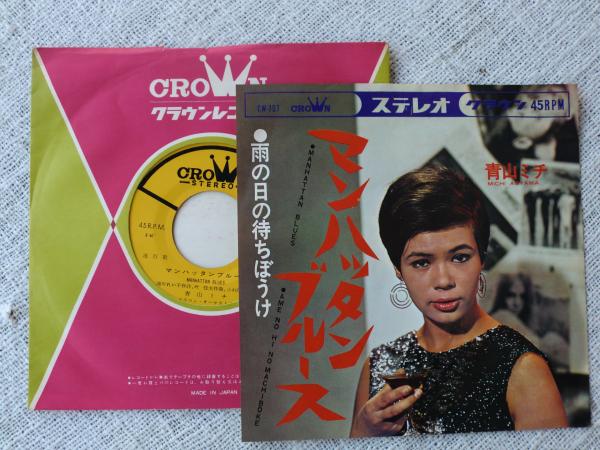 CROWN
クラウンレコ
CROWN
STEREO
45R.P.M.
マンハッタンブルー
MANHATTAN BLUES
青山ミチ
MADE IN JAPAN
CW-707
CROWN
ステレオ
クラウン
45RPM
マンハッタンブルース
●MANHATTAN BLUES
●雨の日の待ちぼうけ
●AME NO HI NO MACHIBOKE
青山ミチ
MICHI AOYAMA